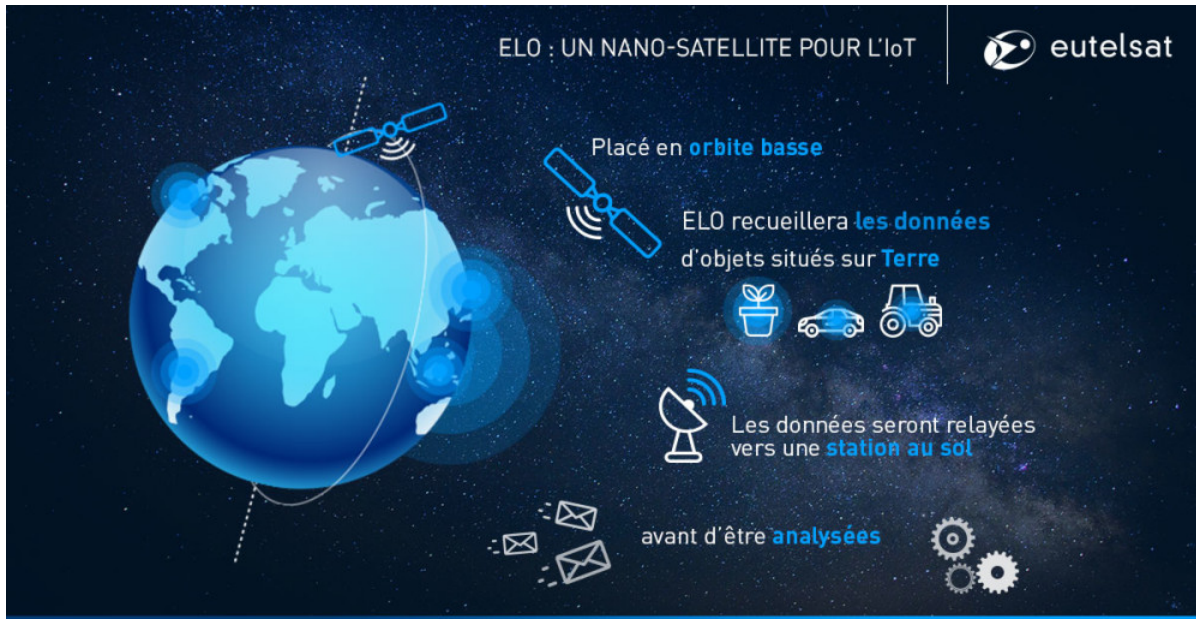 ELO : UN NANO-SATELLITE POUR L'IoT
eutelsat
Placé en orbite basse
ELO recueillera les données
d'objets situés sur Terre
Les données seront relayées
vers une station au sol
avant d'être analysées